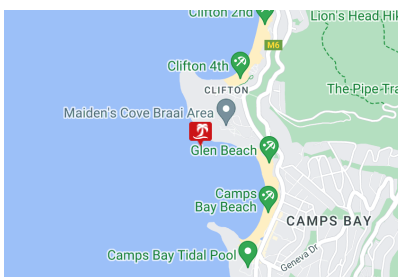 Clifton 2nd
Lion's Head Hik
M6
Clifton 4th
CLIFTON
The Pipe Tra
Maiden's Cove Braai Area
Glen Beach
Camps
Bay Beach
CAMPS BAY
Camps Bay Tidal Pool
Geneva Dr